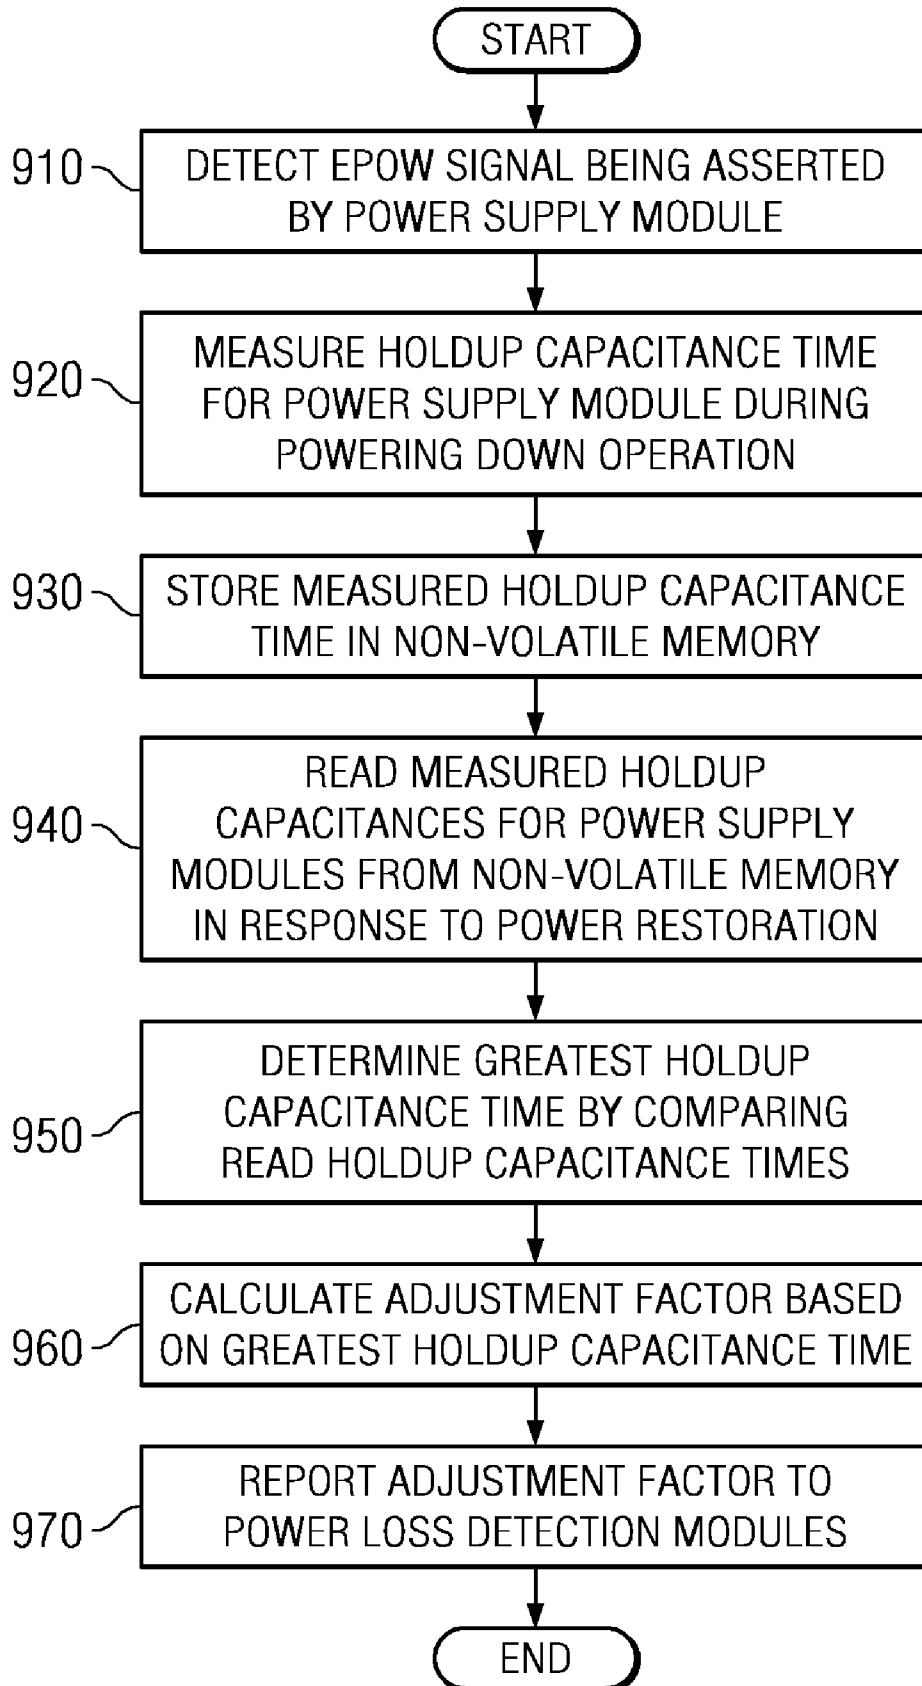 START
910
DETECT EPOW SIGNAL BEING ASSERTED
BY POWER SUPPLY MODULE
920
MEASURE HOLDUP CAPACITANCE TIME
FOR POWER SUPPLY MODULE DURING
POWERING DOWN OPERATION
930
STORE MEASURED HOLDUP CAPACITANCE
TIME IN NON-VOLATILE MEMORY
940
READ MEASURED HOLDUP
CAPACITANCES FOR POWER SUPPLY
MODULES FROM NON-VOLATILE MEMORY
IN RESPONSE TO POWER RESTORATION
950
DETERMINE GREATEST HOLDUP
CAPACITANCE TIME BY COMPARING
READ HOLDUP CAPACITANCE TIMES
960
CALCULATE ADJUSTMENT FACTOR BASED
ON GREATEST HOLDUP CAPACITANCE TIME
970
REPORT ADJUSTMENT FACTOR TO
POWER LOSS DETECTION MODULES
END